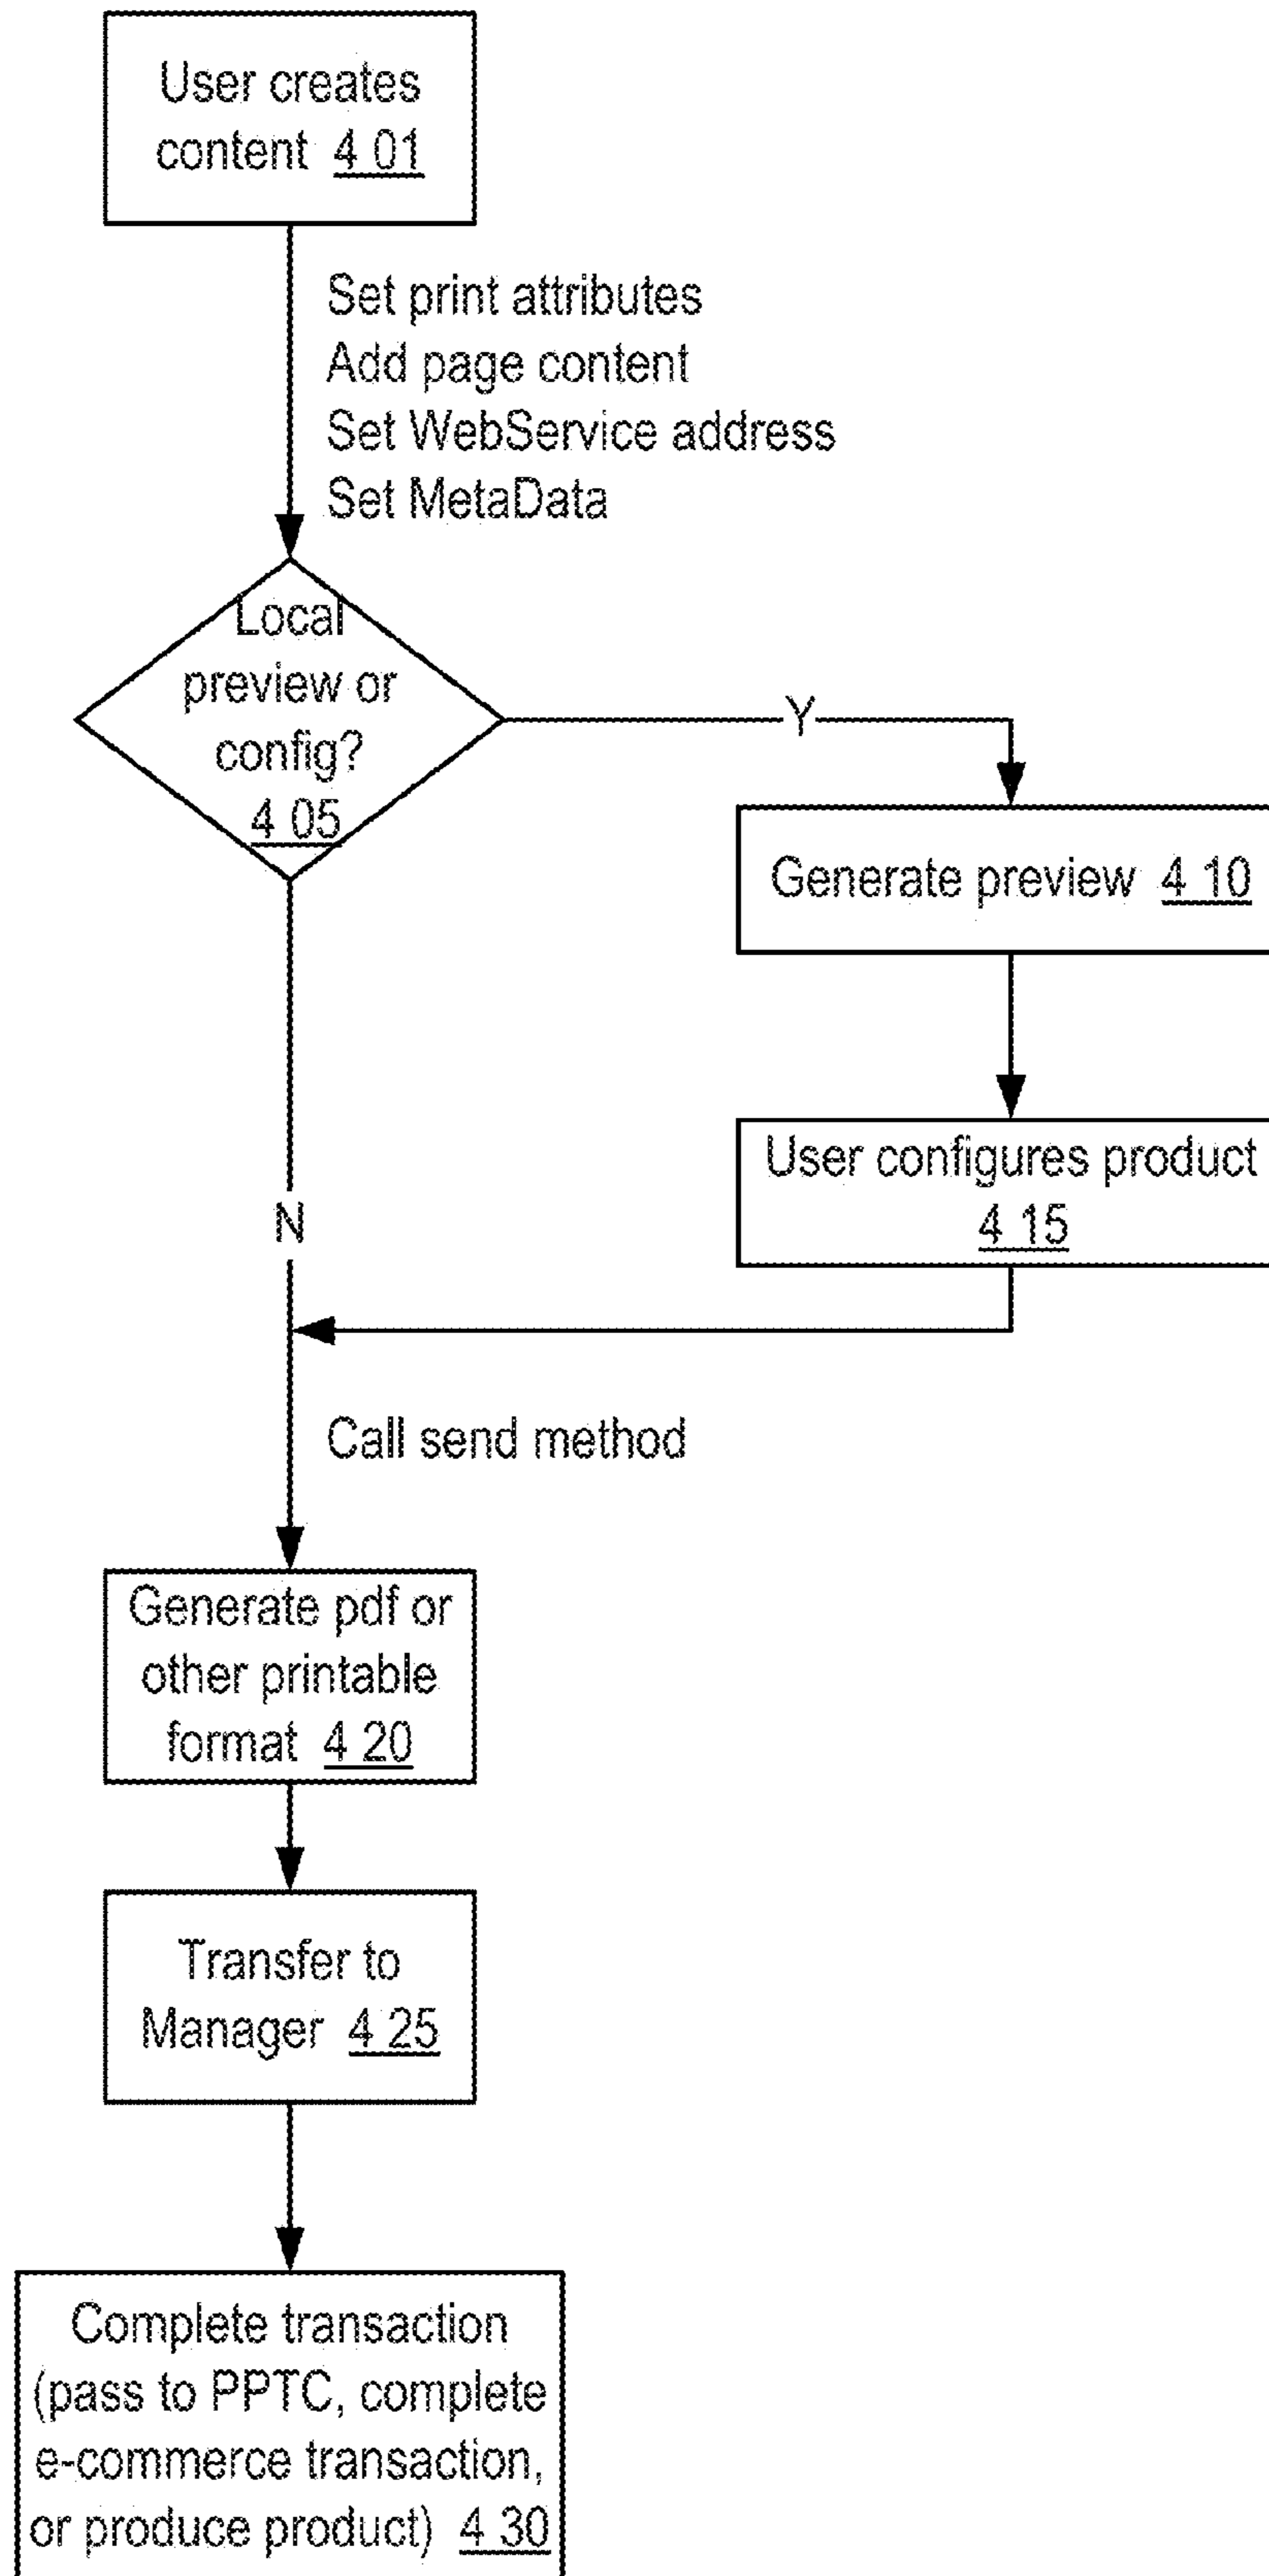 User creates
content 4 01
Set print attributes
Add page content
Set WebService address
Set MetaData
Local
preview or
config?
4 05
Y
Generate preview 4 10
User configures product
4 15
N
Call send method
Generate pdf or
other printable
format 4 20
Transfer to
Manager 4 25
Complete transaction
(pass to PPTC, complete
e-commerce transaction,
or produce product) 4 30